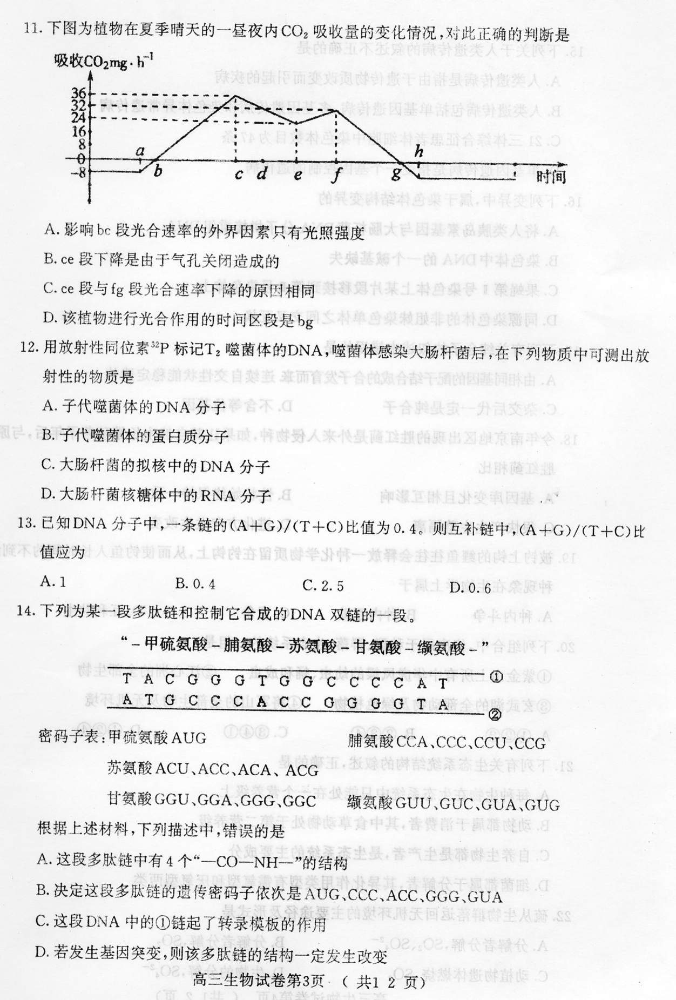 11. 下图为植物在夏季晴天的一昼夜内CO₂ 吸收量的变化情况,对此正确的判断是
吸收CO₂mg·h⁻¹
36
32
24
16
8
0
-8
a
b
c
d
e
f
g
h
时间
A. 影响bc 段光合速率的外界因素只有光照强度
B. ce 段下降是由于气孔关闭造成的
C. ce 段与fg 段光合速率下降的原因相同
D. 该植物进行光合作用的时间区段是bg
12. 用放射性同位素³²P 标记T₂ 噬菌体的DNA,噬菌体感染大肠杆菌后,在下列物质中可测出放
射性的物质是
A. 子代噬菌体的DNA 分子
B. 子代噬菌体的蛋白质分子
C. 大肠杆菌的拟核中的DNA 分子
D. 大肠杆菌核糖体中的RNA 分子
13. 已知DNA 分子中,一条链的(A+G)/(T+C)比值为0.4。则互补链中,(A+G)/(T+C)比
值应为
A. 1 B. 0.4 C. 2.5 D. 0.6
14. 下列为某一段多肽链和控制它合成的DNA 双链的一段。
“-甲硫氨酸-脯氨酸-苏氨酸-甘氨酸-缬氨酸-”
T A C G G G T G G C C C C A T ①
A T G C C C A C C G G G G T A ②
密码子表:甲硫氨酸AUG 脯氨酸CCA、CCC、CCU、CCG
苏氨酸ACU、ACC、ACA、ACG
甘氨酸GGU、GGA、GGG、GGC 缬氨酸GUU、GUC、GUA、GUG
根据上述材料,下列描述中,错误的是
A. 这段多肽链中有4个“—CO—NH—”的结构
B. 决定这段多肽链的遗传密码子依次是AUG、CCC、ACC、GGG、GUA
C. 这段DNA 中的①链起了转录模板的作用
D. 若发生基因突变,则该多肽链的结构一定发生改变
高三生物试卷第3页 ( 共1 2 页)